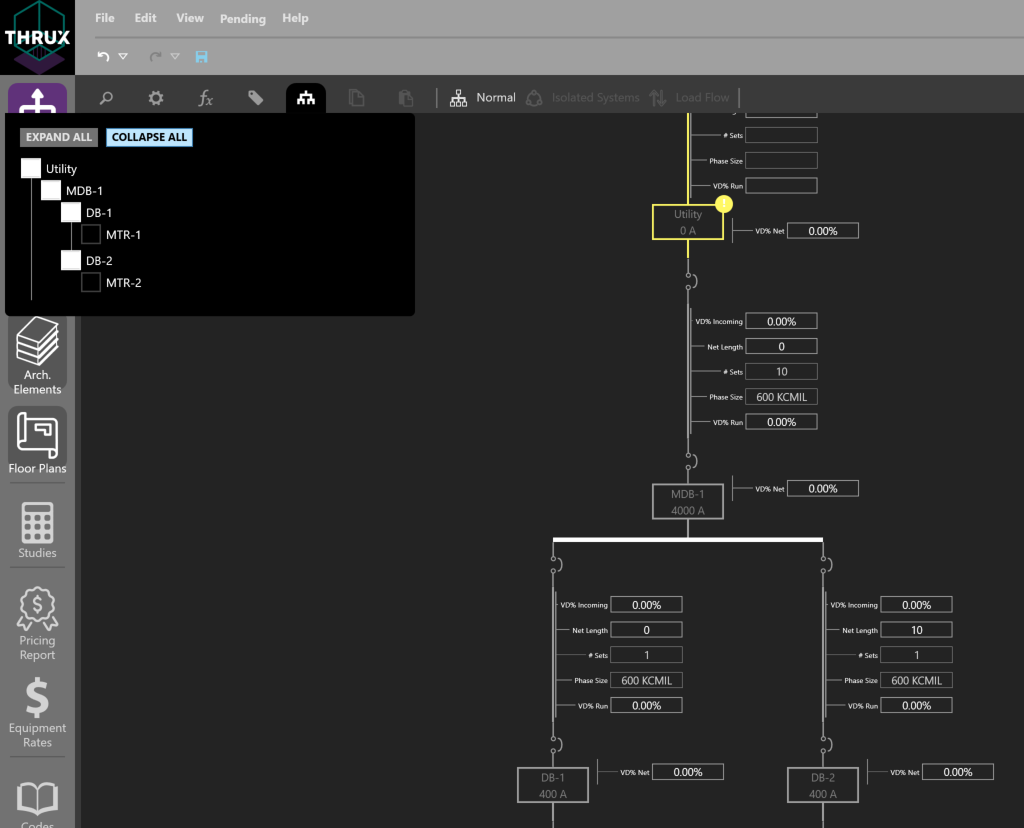 THRUX
File Edit View Pending Help
fx
Normal Isolated Systems Load Flow
EXPAND ALL COLLAPSE ALL
Utility
MDB-1
DB-1
MTR-1
DB-2
MTR-2
Arch.
Elements
Floor Plans
Studies
$
Pricing
Report
$
Equipment
Rates
Codes
# Sets
Phase Size
VD% Run
!
Utility
0 A
VD% Net 0.00%
VD% Incoming 0.00%
Net Length 0
# Sets 10
Phase Size 600 KCMIL
VD% Run 0.00%
MDB-1
4000 A
VD% Net 0.00%
VD% Incoming 0.00%
Net Length 0
# Sets 1
Phase Size 600 KCMIL
VD% Run 0.00%
DB-1
400 A
VD% Net 0.00%
VD% Incoming 0.00%
Net Length 10
# Sets 1
Phase Size 600 KCMIL
VD% Run 0.00%
DB-2
400 A
VD% Net 0.00%